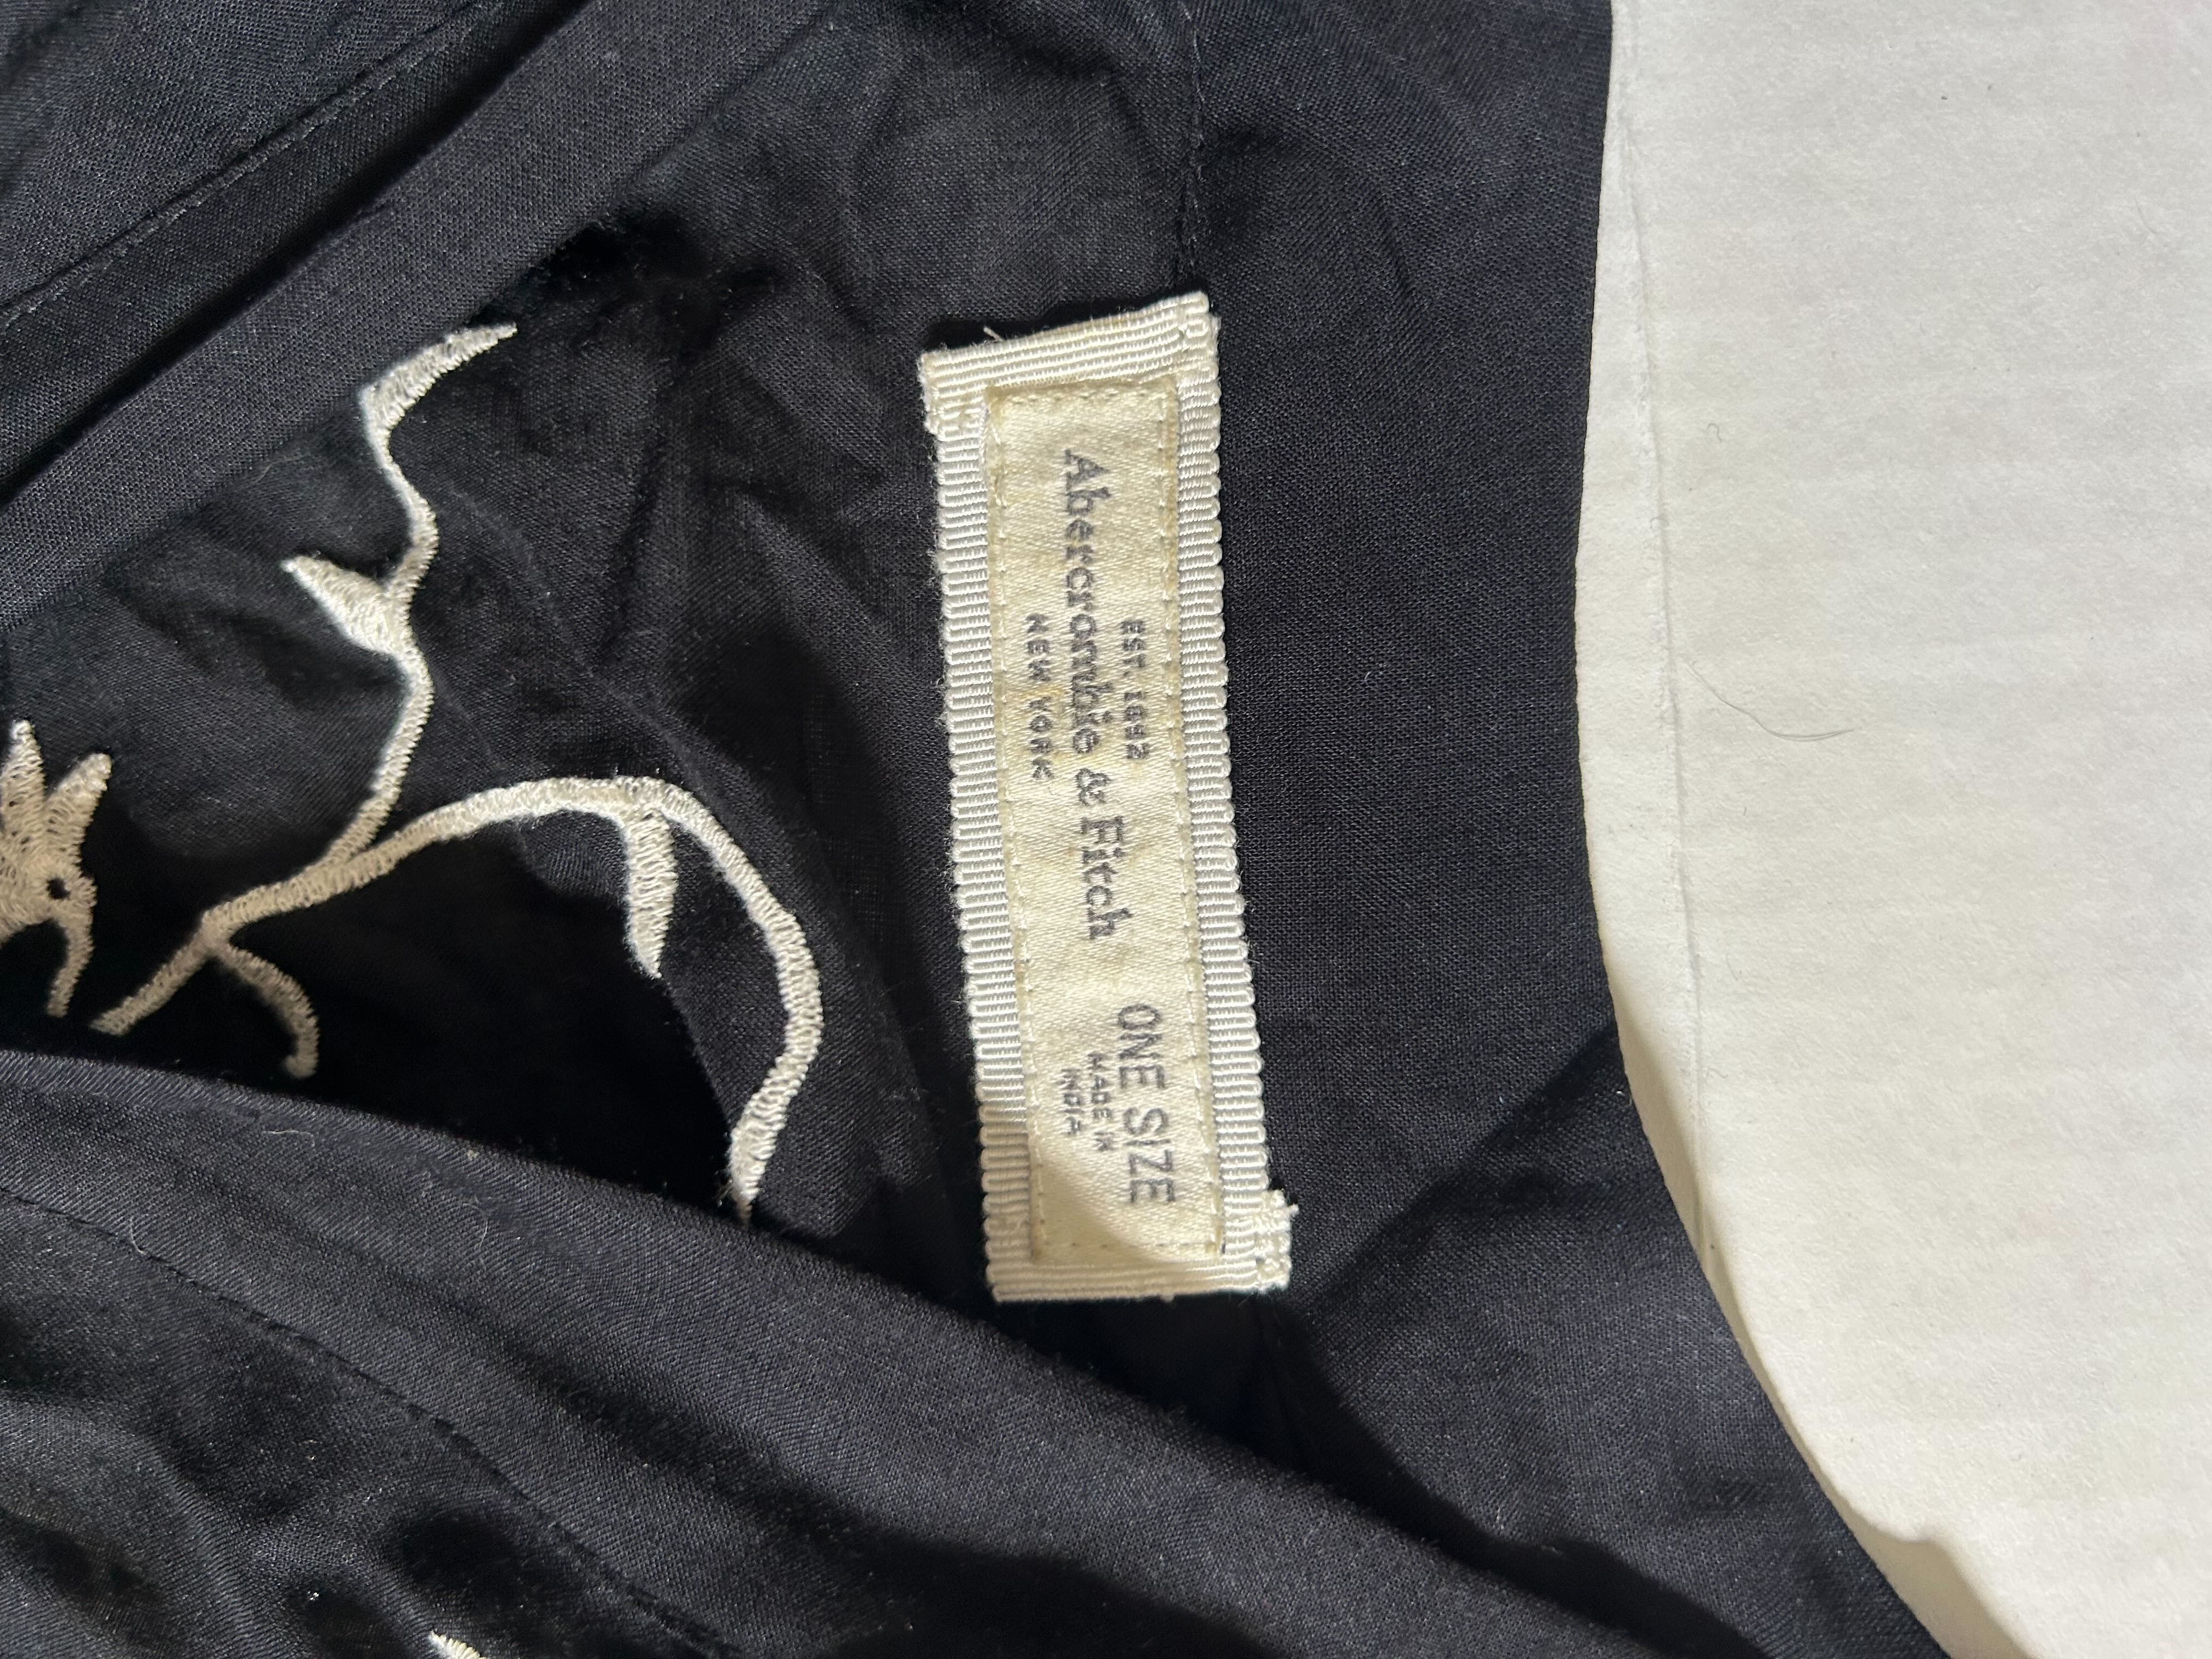 EST. 1892
Abercrombie & Fitch
NEW YORK
ONE SIZE
MADE IN
INDIA